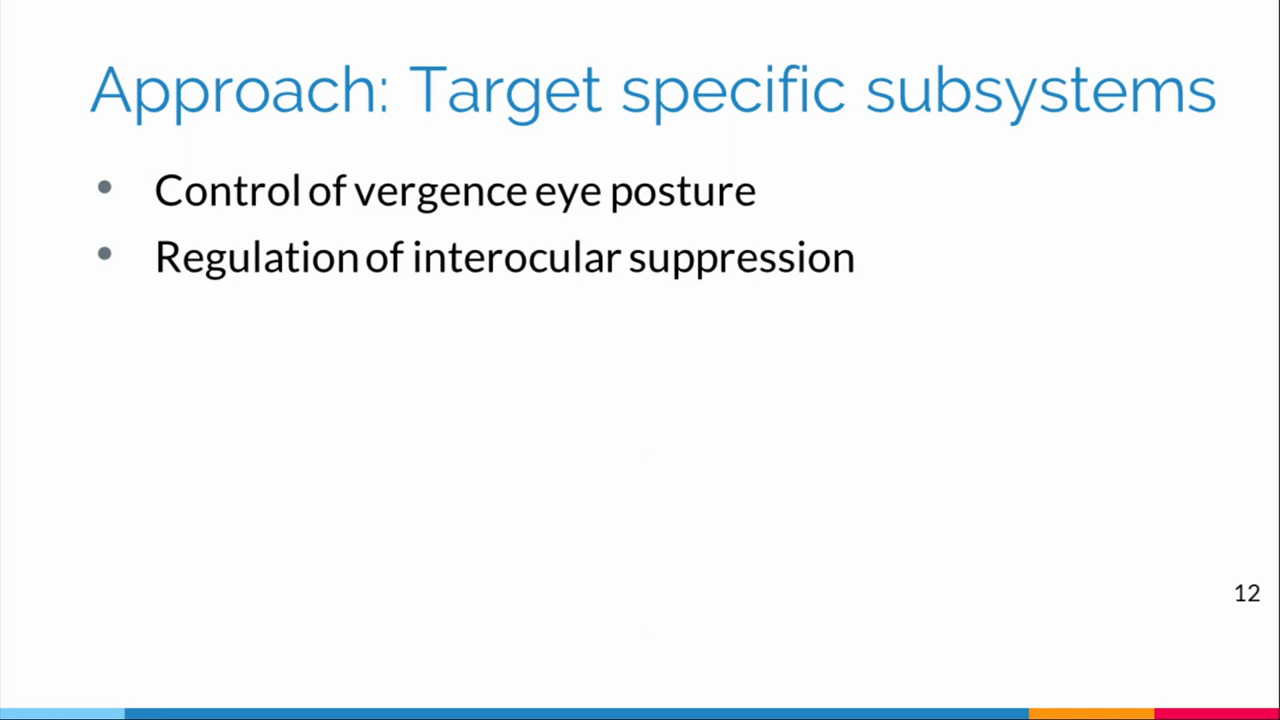 Approach: Target specific subsystems
• Control of vergence eye posture
• Regulation of interocular suppression
12